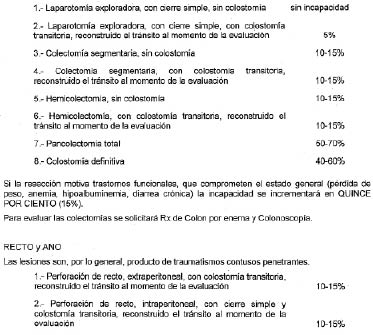 1.- Laparotomía exploradora, con cierre simple, sin colostomía sin incapacidad
2.- Laparotomía exploradora, con cierre simple, con colostomía
transitoria, reconstruido el tránsito al momento de la evaluación 5%
3.- Colectomía segmentaria, sin colostomía 10-15%
4.- Colectomía segmentaria, con colostomía transitoria,
reconstruido el tránsito al momento de la evaluación 10-15%
5.- Hemicolectomía, sin colostomía 10-15%
6.- Hemicolectomía, con colostomía transitoria, reconstruido el
tránsito al momento de la evaluación 10-15%
7.- Pancolectomía total 50-70%
8.- Colostomía definitiva 40-60%
Si la resección motiva trastornos funcionales, que comprometen el estado general (pérdida de
peso, anemia, hipoalbuminemia, diarrea crónica) la incapacidad se incrementará en QUINCE
POR CIENTO (15%).
Para evaluar las colectomías se solicitará Rx de Colon por enema y Colonoscopía.
RECTO y ANO
Las lesiones son, por lo general, producto de traumatismos contusos penetrantes.
1.- Perforación de recto, extraperitoneal, con colostomía transitoria,
reconstruido el tránsito al momento de la evaluación 10-15%
2.- Perforación de recto, intraperitoneal, con cierre simple y
colostomía transitoria, reconstruido el tránsito al momento de la
evaluación 10-15%